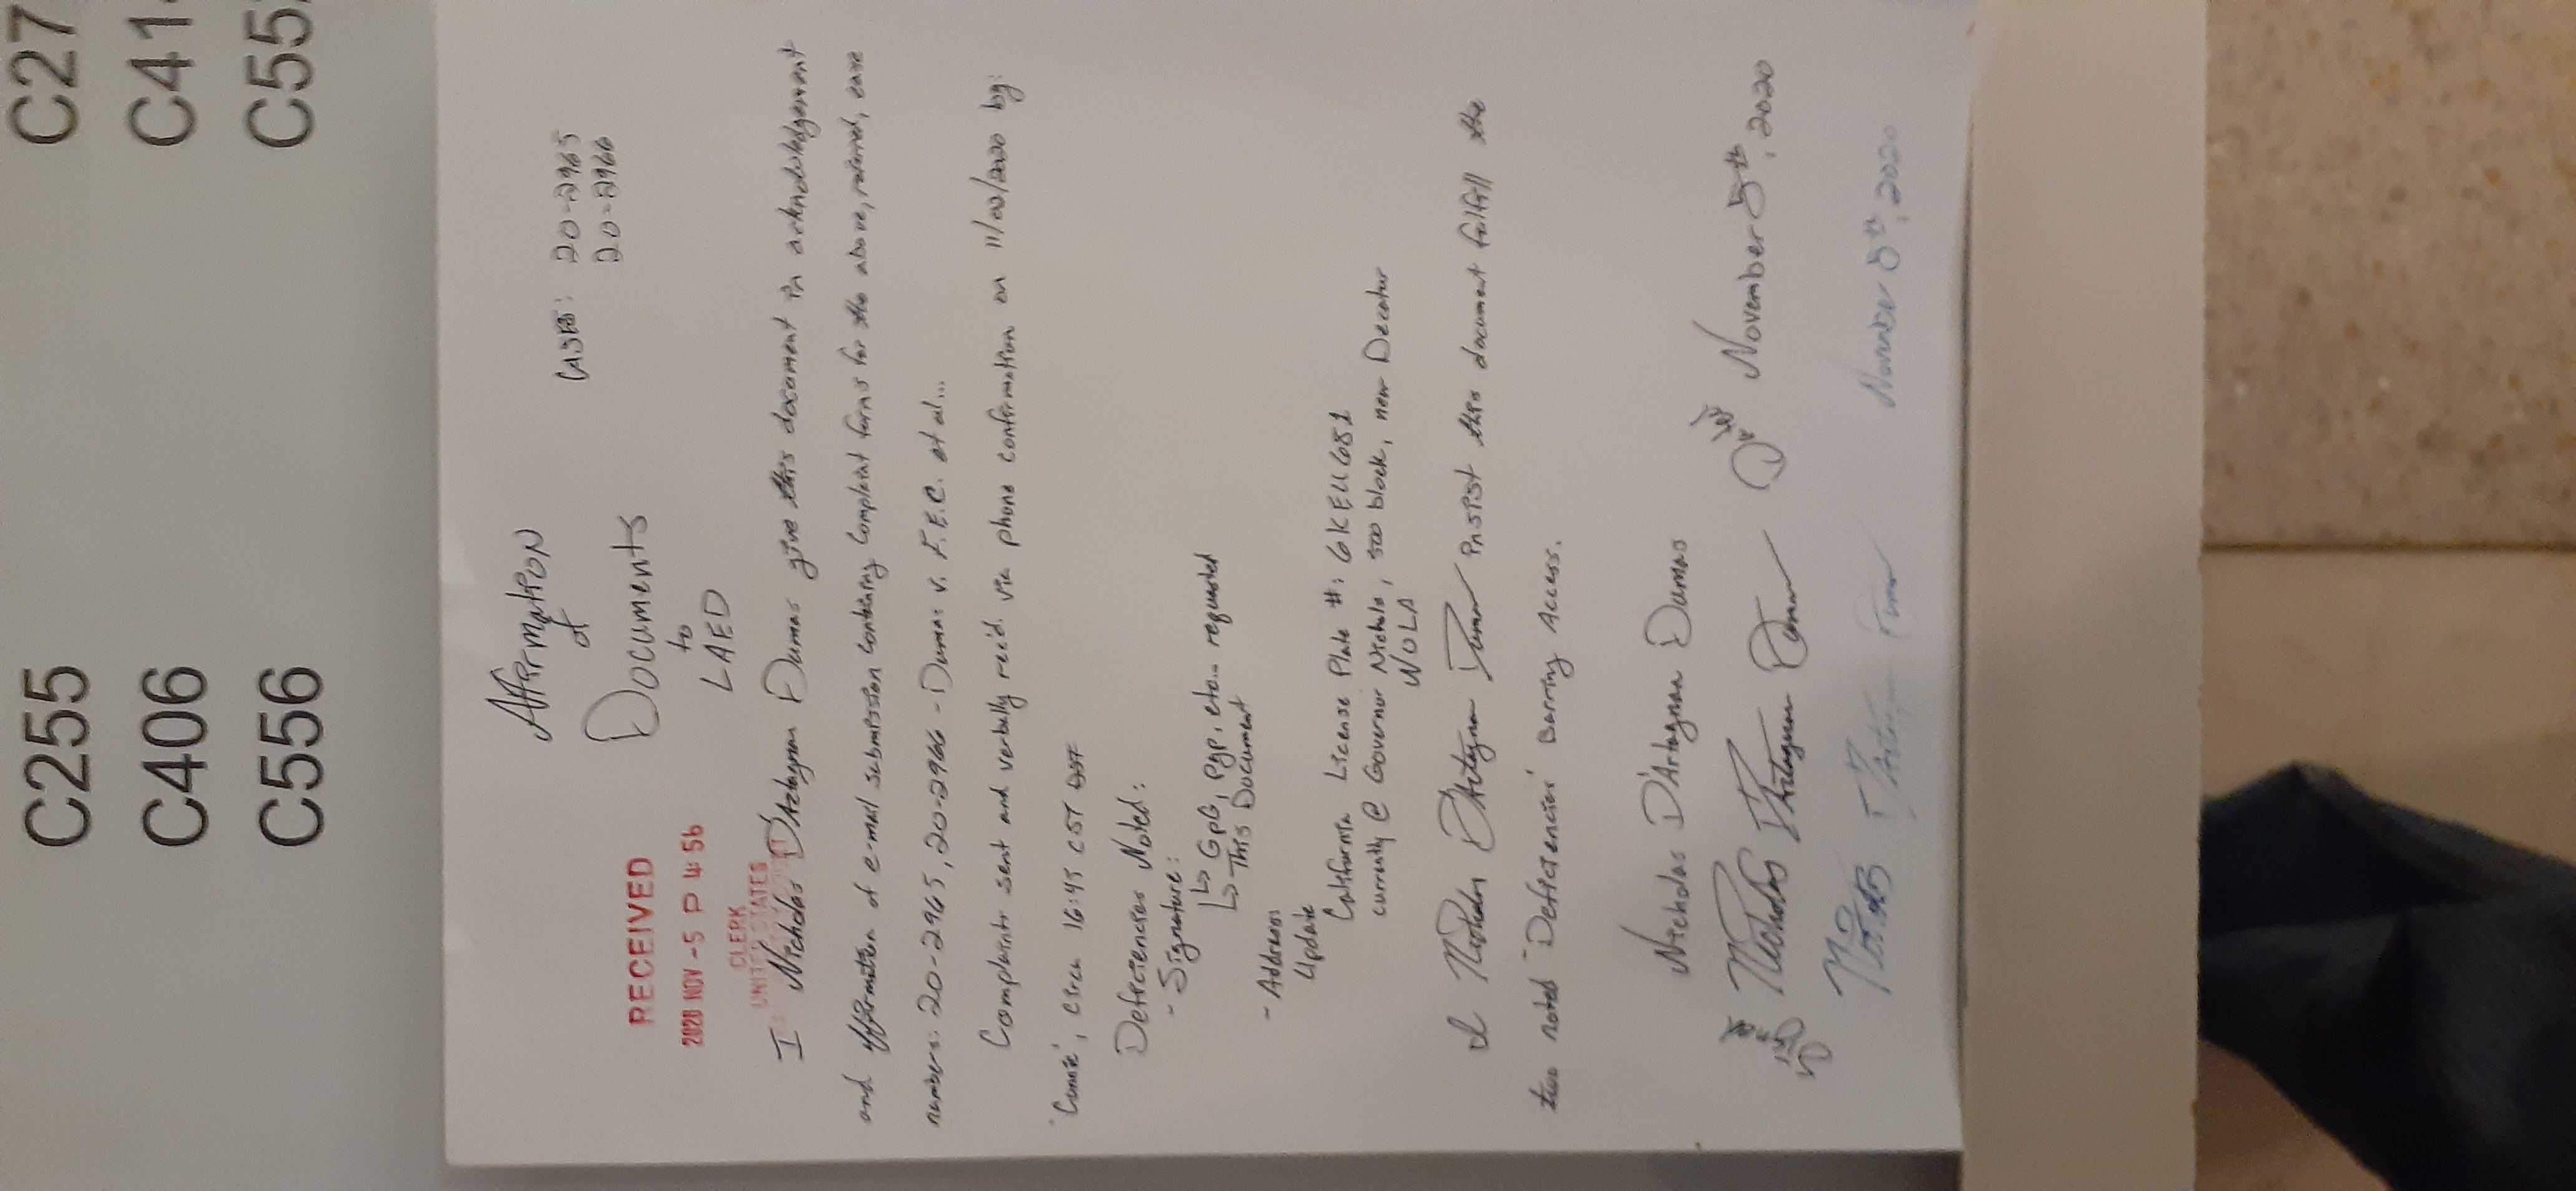 C255
C27
C406
C41
C556
C55
Affirmation
of
Documents
to
LAED
CASES: 20-2965
20-2966
RECEIVED
2020 NOV -5 P 4:56
CLERK
UNITED STATES
I Nicholas D'Artagnan Dumas give this document in acknowledgement
and affirmation of e-mail submission containing Complaint forms for the above, referred, case
numbers: 20-2965, 20-2966 - Dumas v. F.E.C. et al...
Complaints sent and verbally rec'd. via phone confirmation on 11/02/2020 by:
'Connie', circa 16:45 CST
Deficiencies Noted:
- Signature:
↳ GpG, pgp, etc... requested
↳ This Document
- Address:
Update
California License Plate #: 6KEU681
currently @ Governor Nichols, 500 block, near Decatur
NOLA
I Nicholas D'Artagnan Dumas insist this document fulfill the
two noted "Deficiencies' Barring Access.
Nicholas D'Artagnan Dumas
Signed Nicholas D'Artagnan Dumas Dated November 5th, 2020
Nicholas D'Artagnan Dumas November 5th, 2020